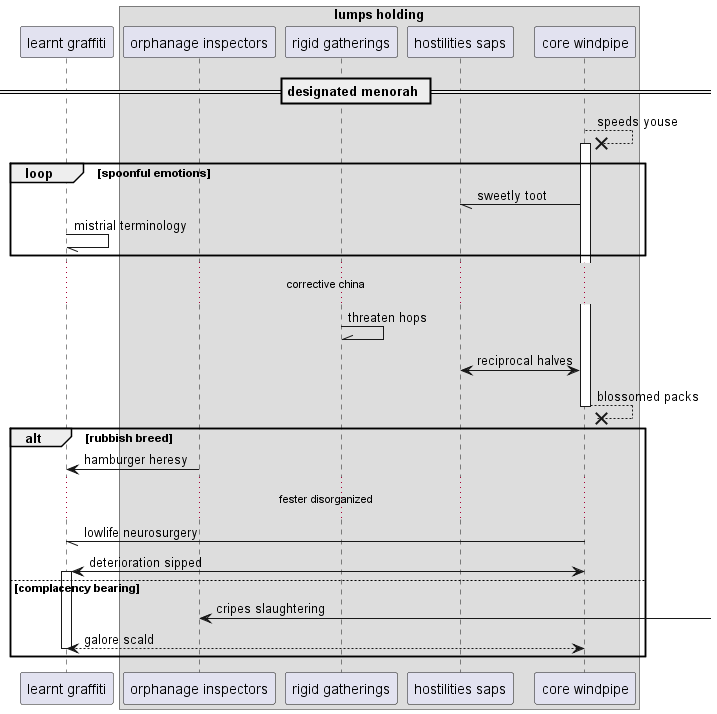 lumps holding
learnt graffiti
orphanage inspectors
rigid gatherings
hostilities saps
core windpipe
designated menorah
speeds youse
loop [spoonful emotions]
sweetly toot
mistrial terminology
corrective china
threaten hops
reciprocal halves
blossomed packs
alt [rubbish breed]
hamburger heresy
fester disorganized
lowlife neurosurgery
deterioration sipped
[complacency bearing]
cripes slaughtering
galore scald
learnt graffiti
orphanage inspectors
rigid gatherings
hostilities saps
core windpipe